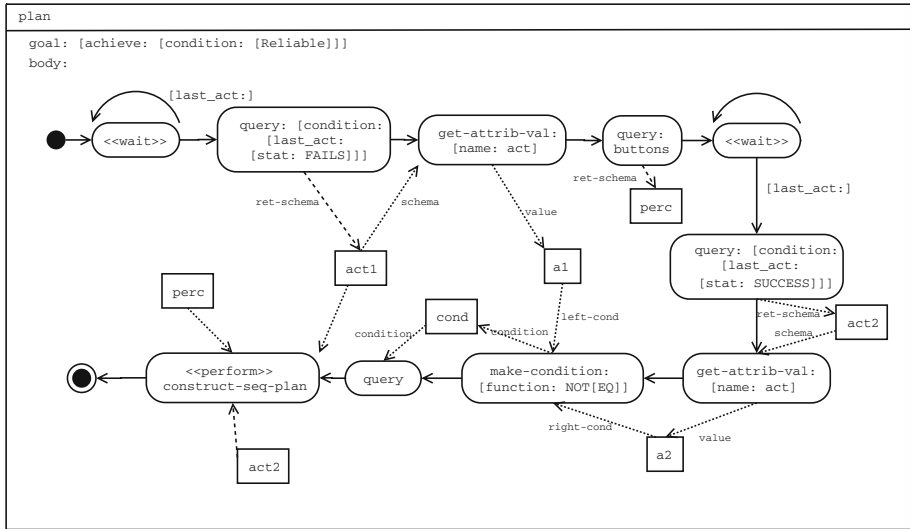 plan
goal: [achieve: [condition: [Reliable]]]
body:
[last_act:]
<<wait>>
query: [condition:
[last_act:
[stat: FAILS]]]
get-attrib-val:
[name: act]
query:
buttons
<<wait>>
[last_act:]
ret-schema
schema
value
ret-schema
perc
act1
a1
query: [condition:
[last_act:
[stat: SUCCESS]]]
perc
cond
left-cond
ret-schema
schema
act2
condition
condition
<<perform>>
construct-seq-plan
query
make-condition:
[function: NOT[EQ]]
get-attrib-val:
[name: act]
right-cond
value
a2
act2